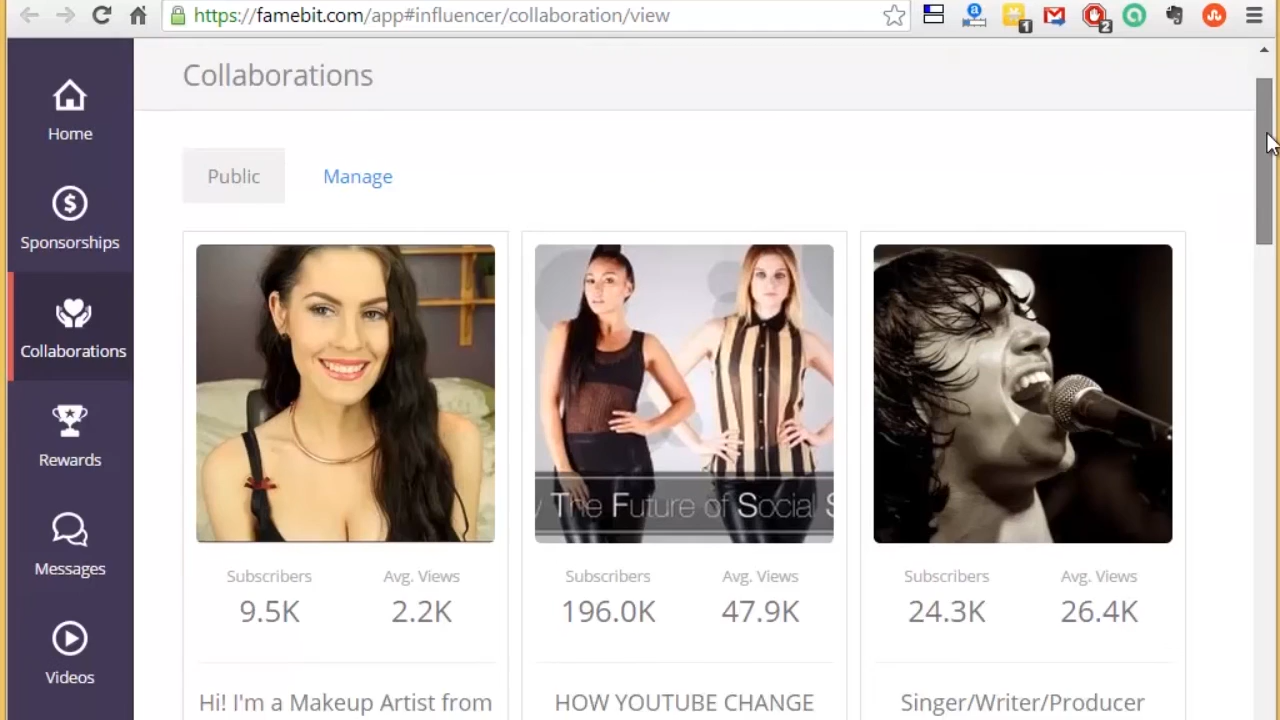 https://famebit.com/app#influencer/collaboration/view
1
2
Collaborations
Home
Sponsorships
Collaborations
Rewards
Messages
Videos
Public
Manage
The Future of Social
Subscribers Avg. Views
9.5K 2.2K
Hi! I'm a Makeup Artist from
Subscribers Avg. Views
196.0K 47.9K
HOW YOUTUBE CHANGE
Subscribers Avg. Views
24.3K 26.4K
Singer/Writer/Producer